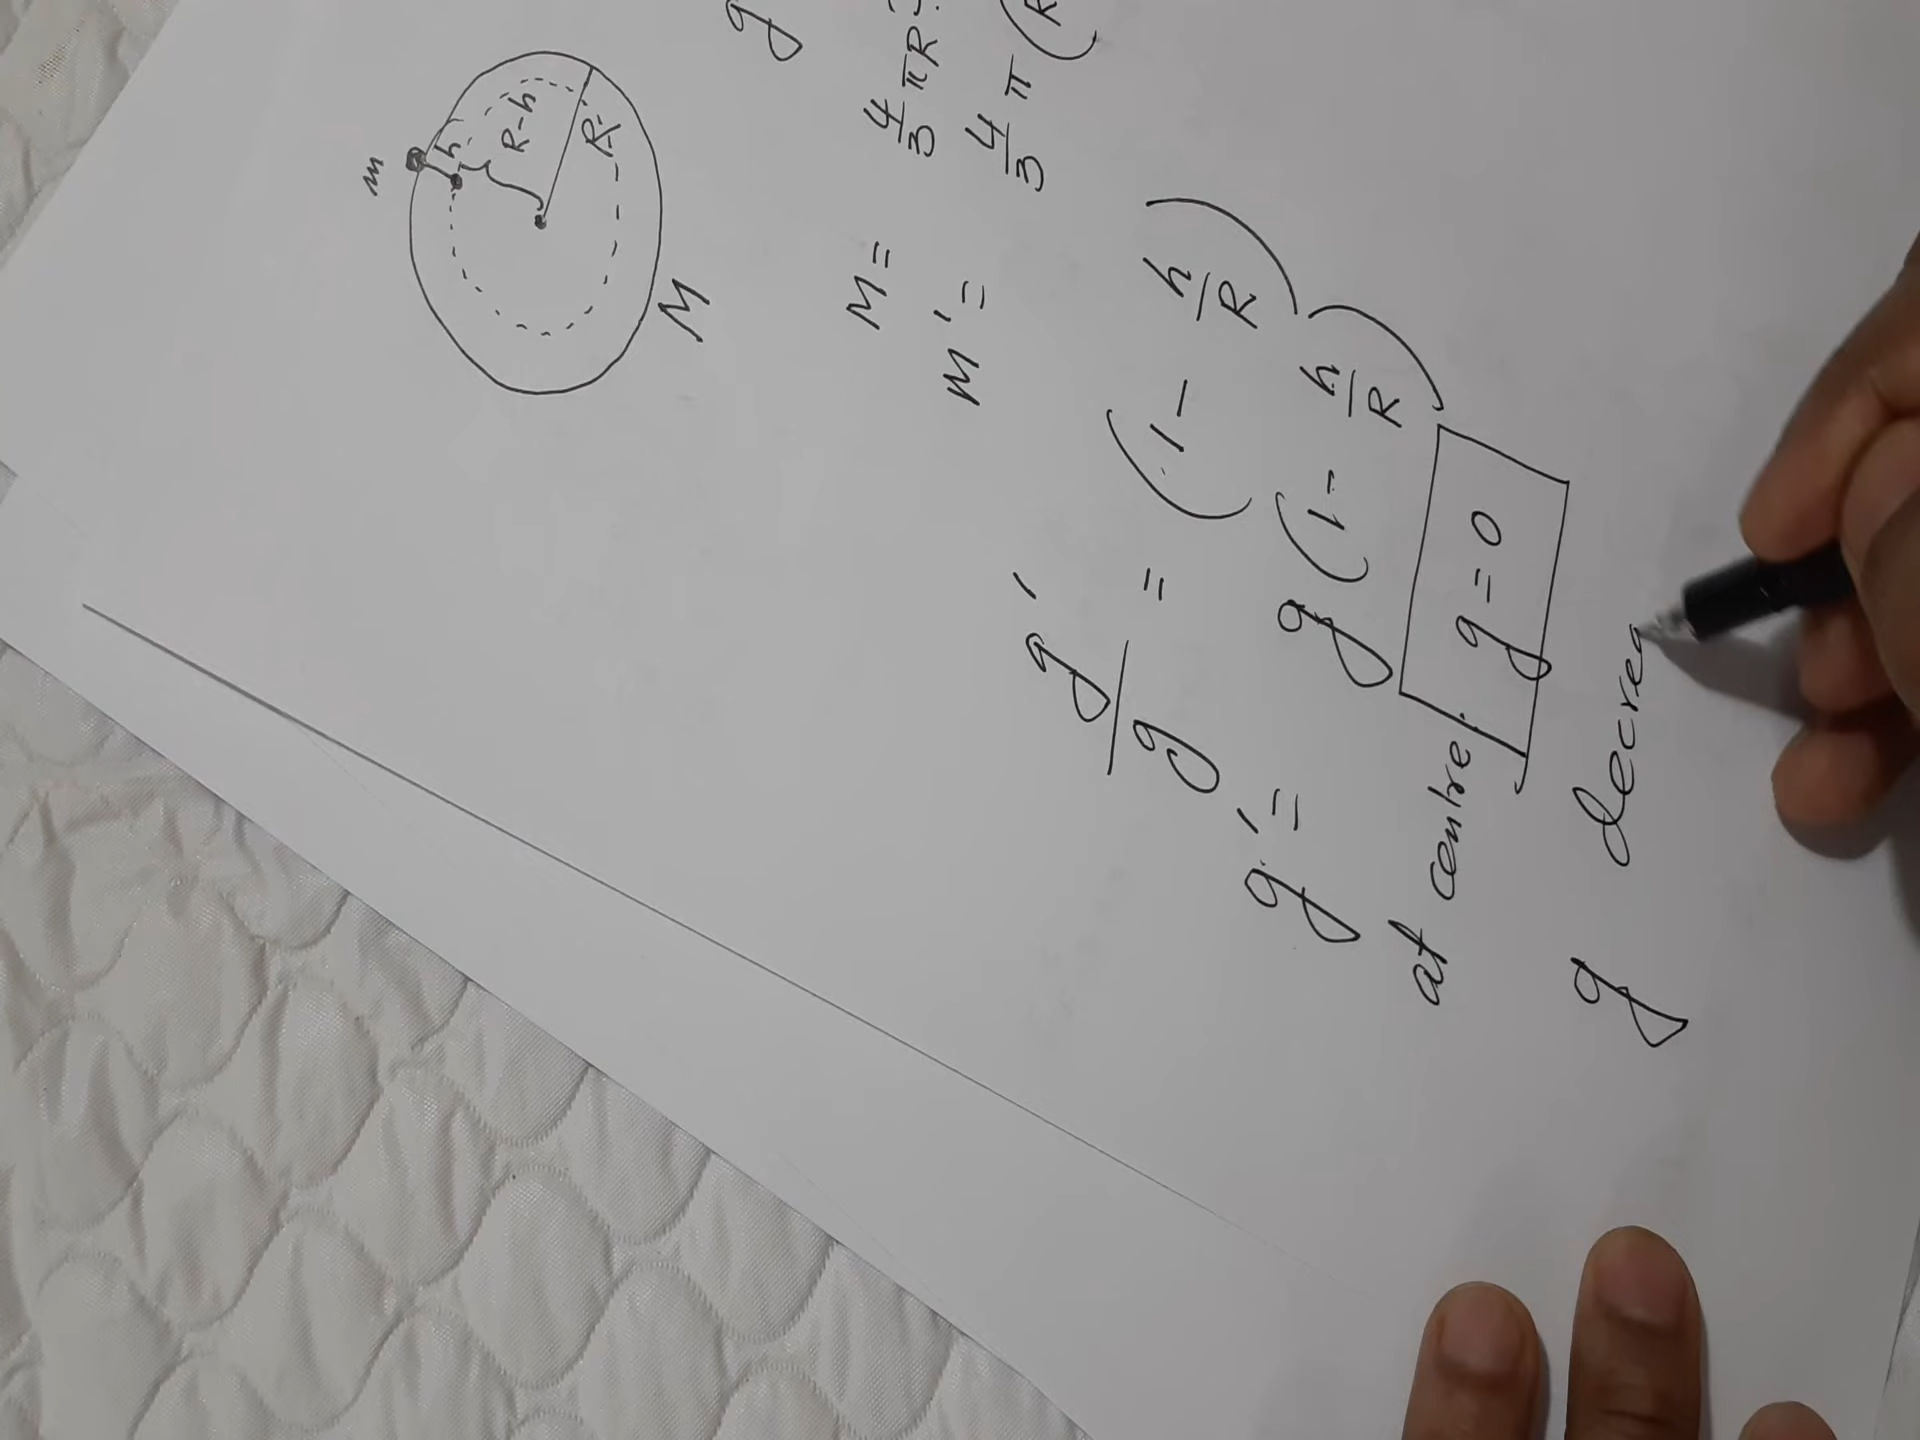 m
h
R-h
R
M
g
M = 4/3 πR
M' = 4/3 π (R
g'/g = (1 - h/R)
g' = g (1 - h/R)
at centre g = 0
g decrea